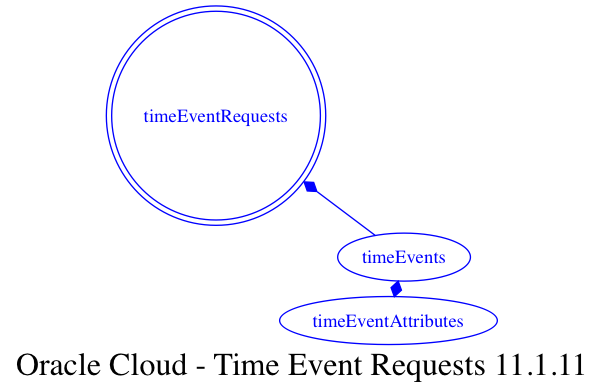 timeEventRequests
timeEvents
timeEventAttributes
Oracle Cloud - Time Event Requests 11.1.11